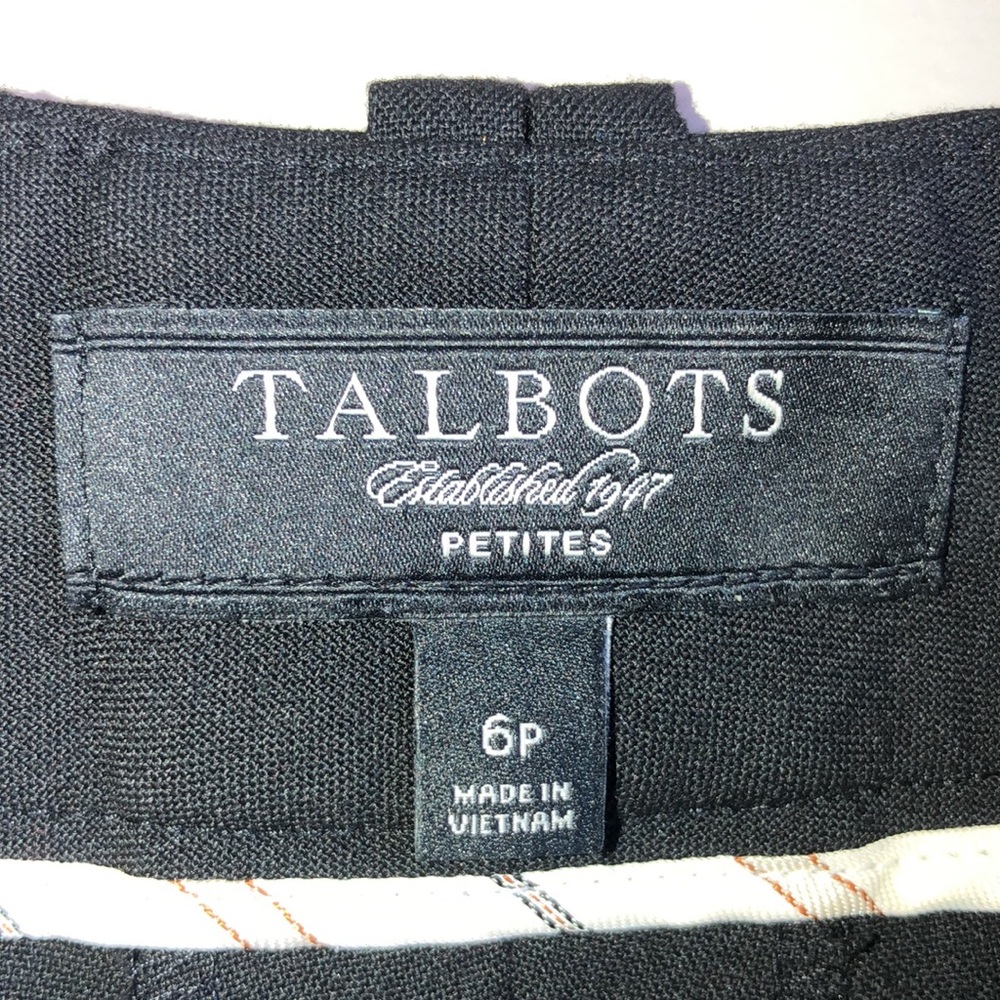 TALBOTS
Established 1947
PETITES
6P
MADE IN
VIETNAM